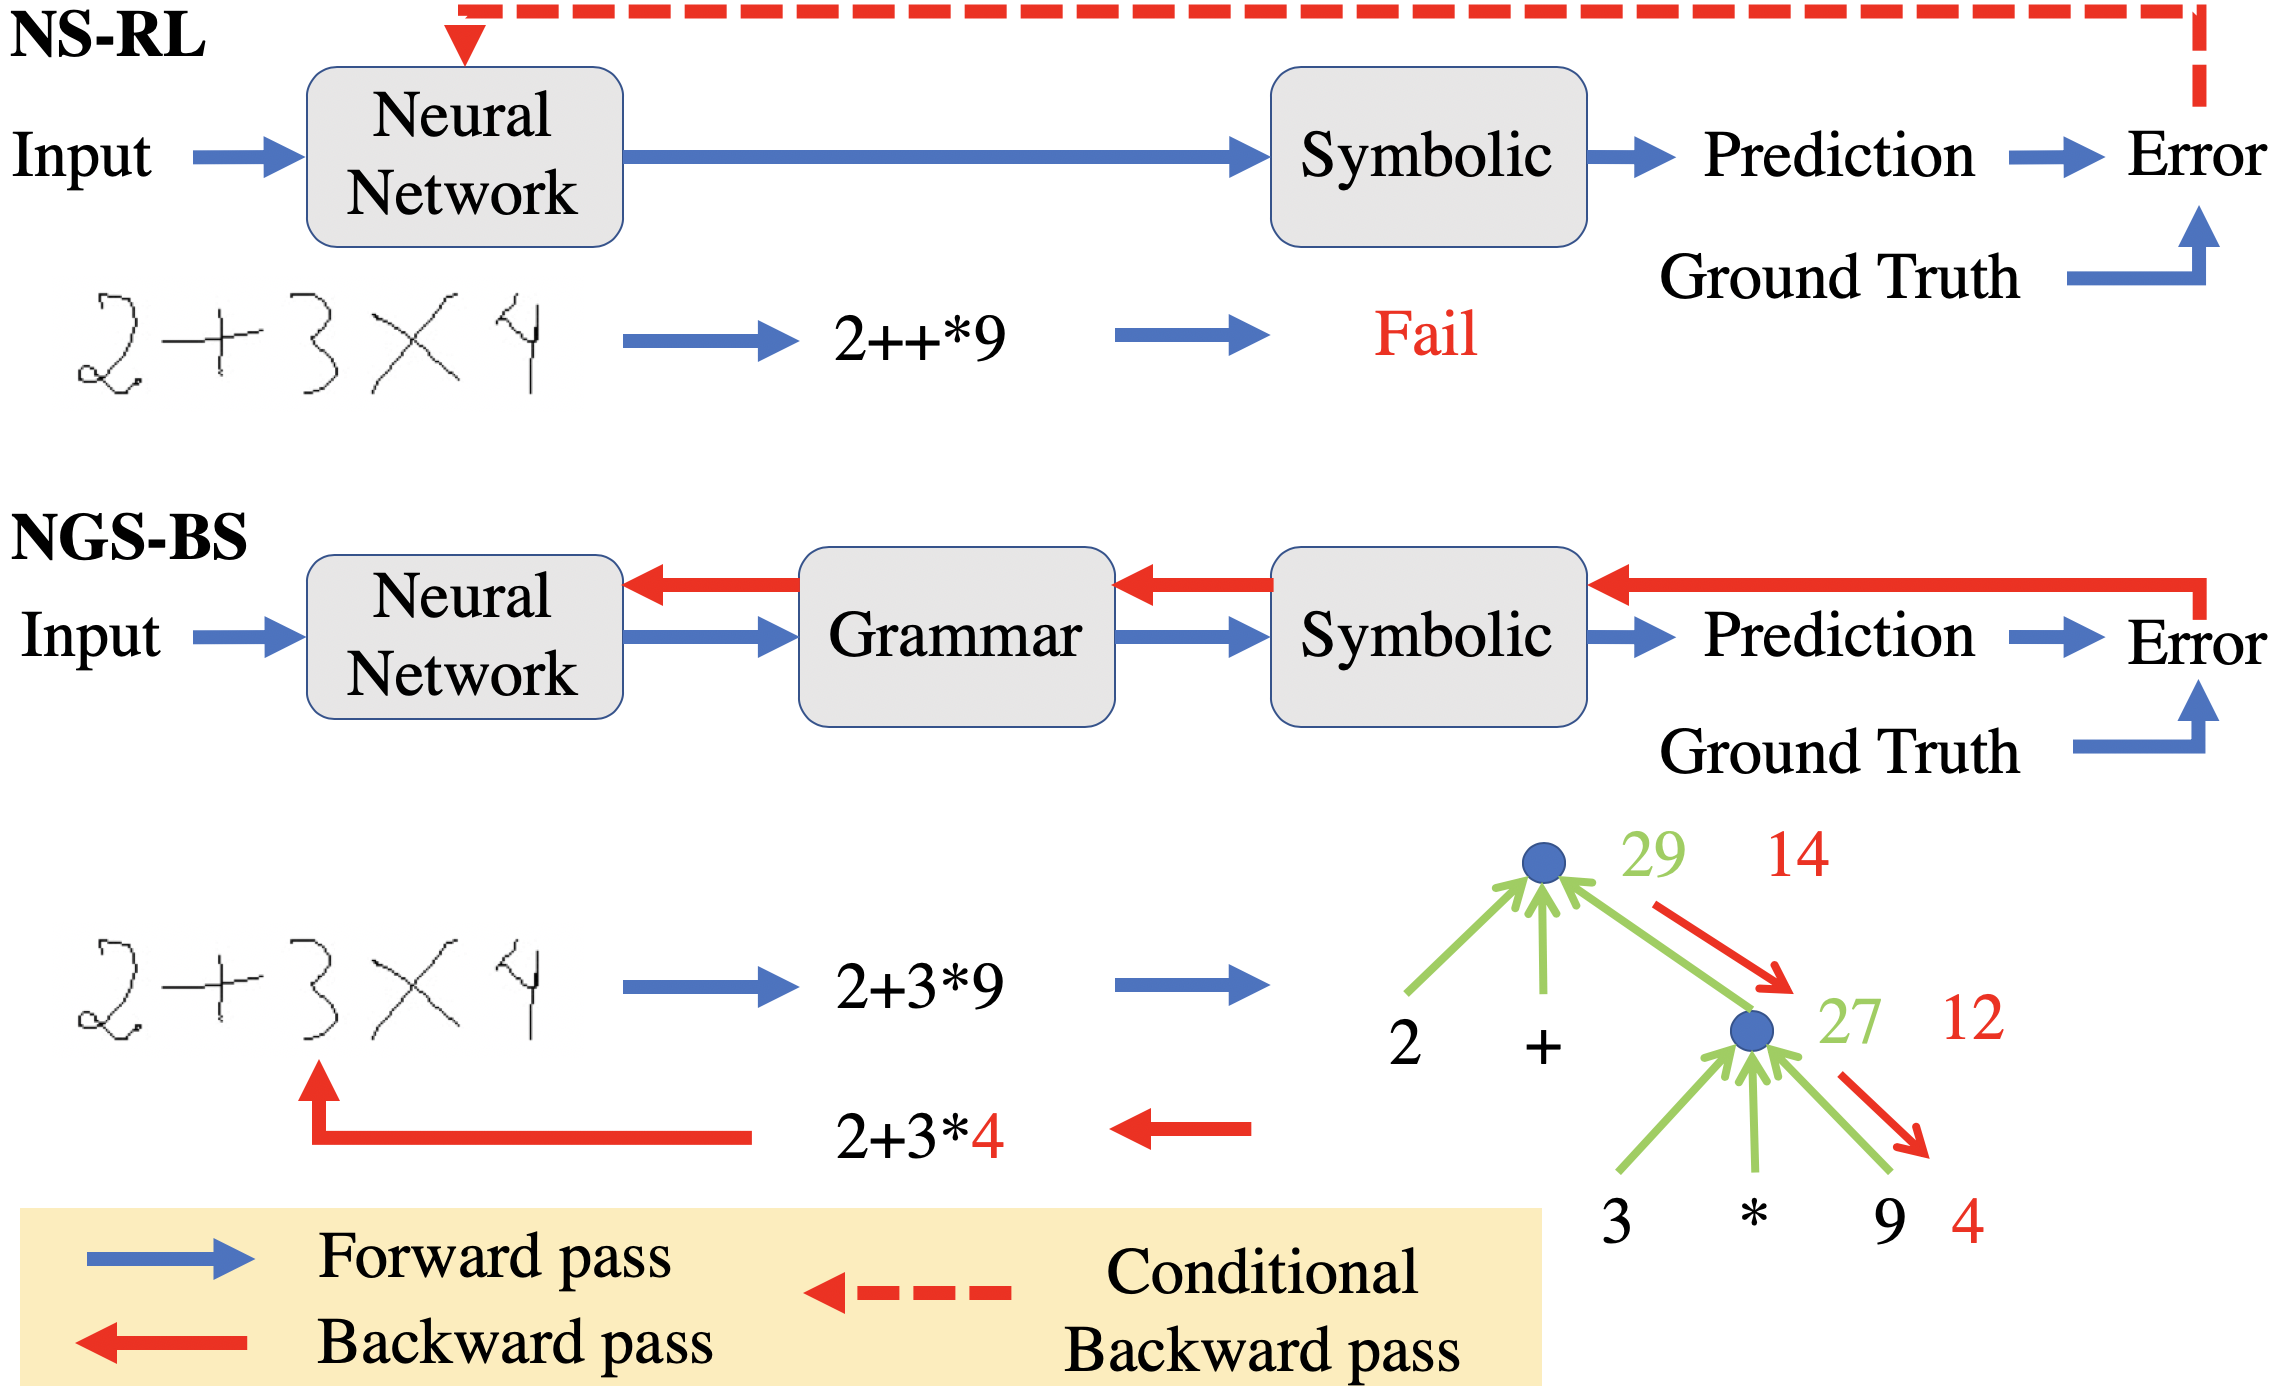 NS-RL
Input
Neural
Network
Symbolic
Prediction
Error
Ground Truth
2+3×4
2++*9
Fail
NGS-BS
Input
Neural
Network
Grammar
Symbolic
Prediction
Error
Ground Truth
29 14
2+3×4
2+3*9
2 +
27 12
2+3*4
3 * 9 4
Forward pass
Backward pass
Conditional
Backward pass